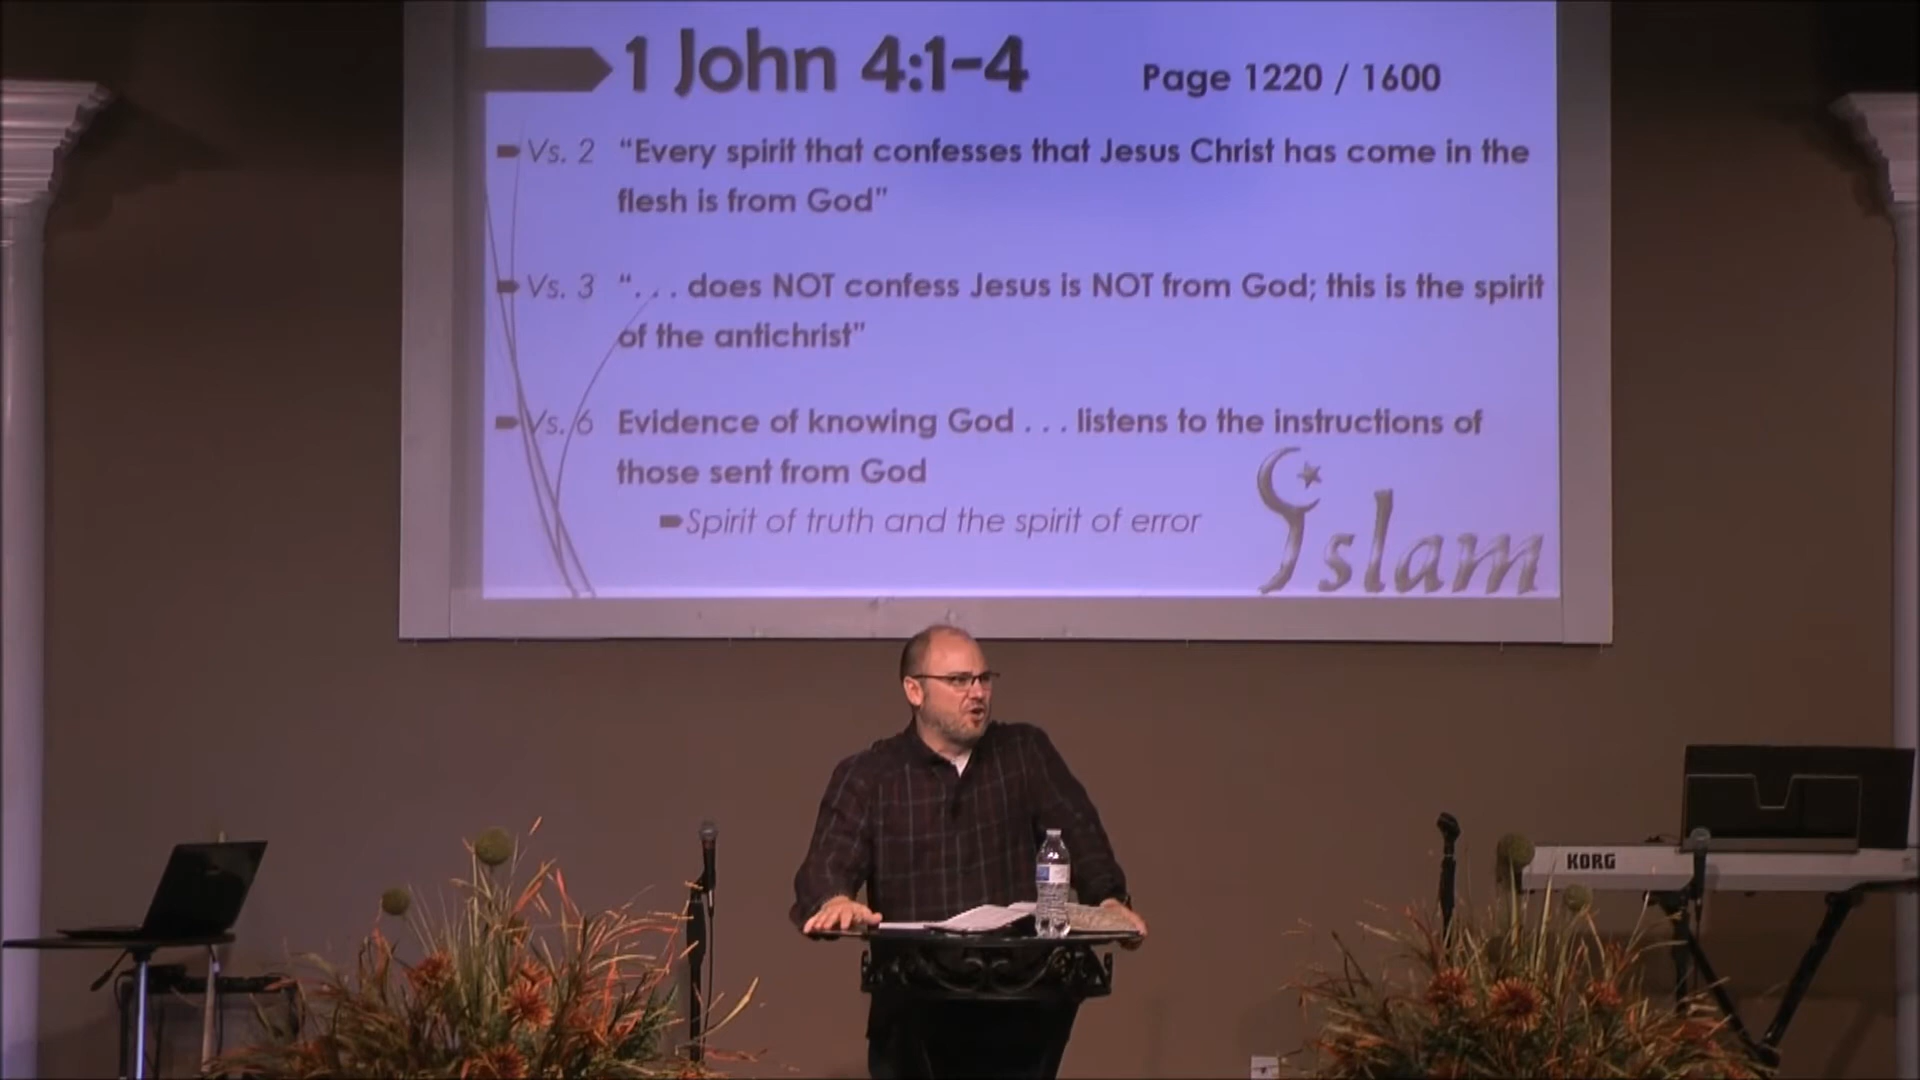 1 John 4:1-4 Page 1220 / 1600
Vs. 2 “Every spirit that confesses that Jesus Christ has come in the
flesh is from God”
Vs. 3 “. . . does NOT confess Jesus is NOT from God; this is the spirit
of the antichrist”
Vs. 6 Evidence of knowing God . . . listens to the instructions of
those sent from God
Spirit of truth and the spirit of error
Islam
KORG